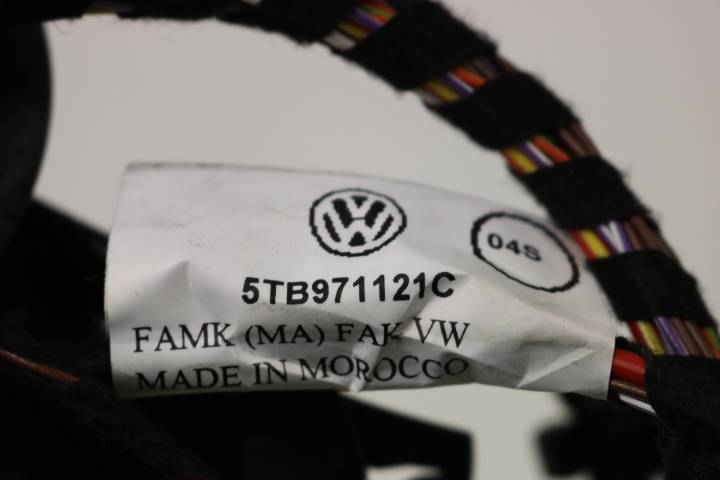 04S
5TB971121C
FAMK (MA) FAK VW
MADE IN MOROCCO